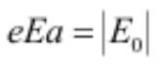 eEa = |E₀|